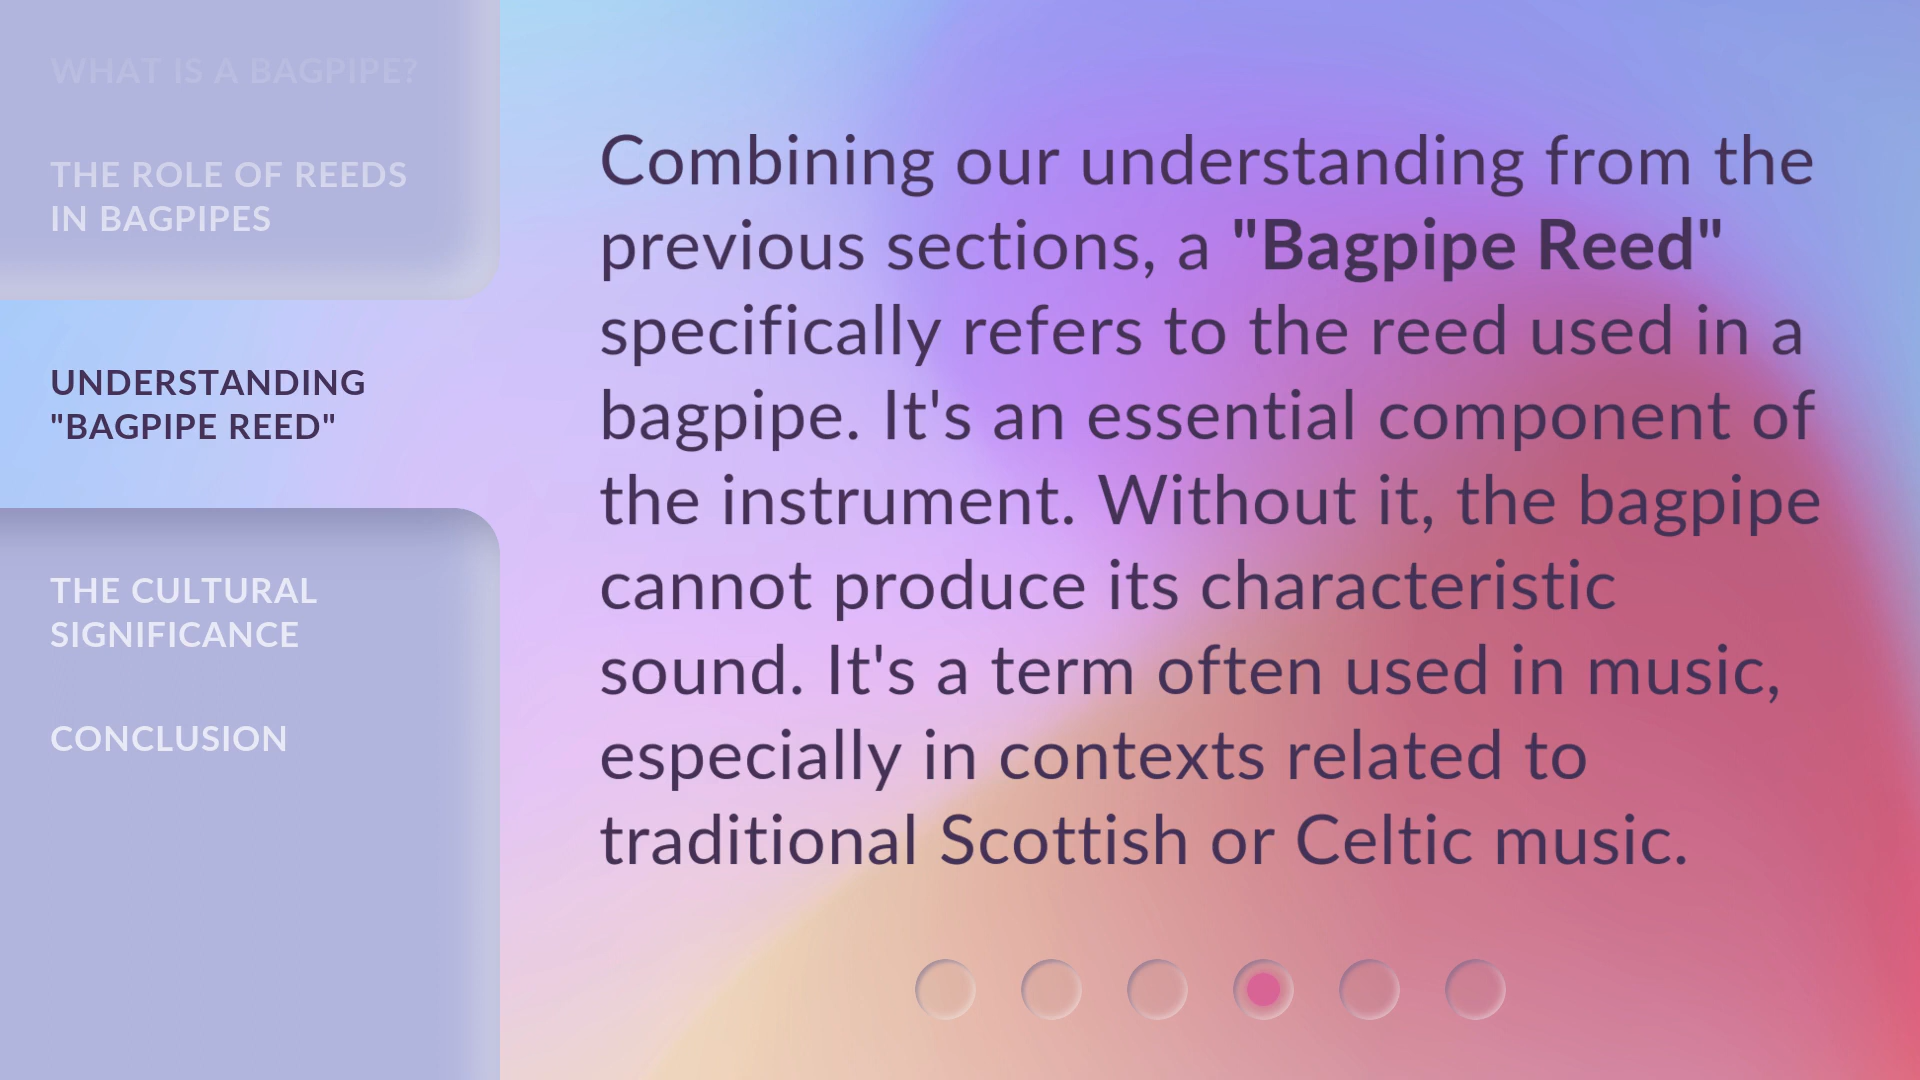 WHAT IS A BAGPIPE?
THE ROLE OF REEDS
IN BAGPIPES
UNDERSTANDING
"BAGPIPE REED"
THE CULTURAL
SIGNIFICANCE
CONCLUSION
Combining our understanding from the
previous sections, a "Bagpipe Reed"
specifically refers to the reed used in a
bagpipe. It's an essential component of
the instrument. Without it, the bagpipe
cannot produce its characteristic
sound. It's a term often used in music,
especially in contexts related to
traditional Scottish or Celtic music.